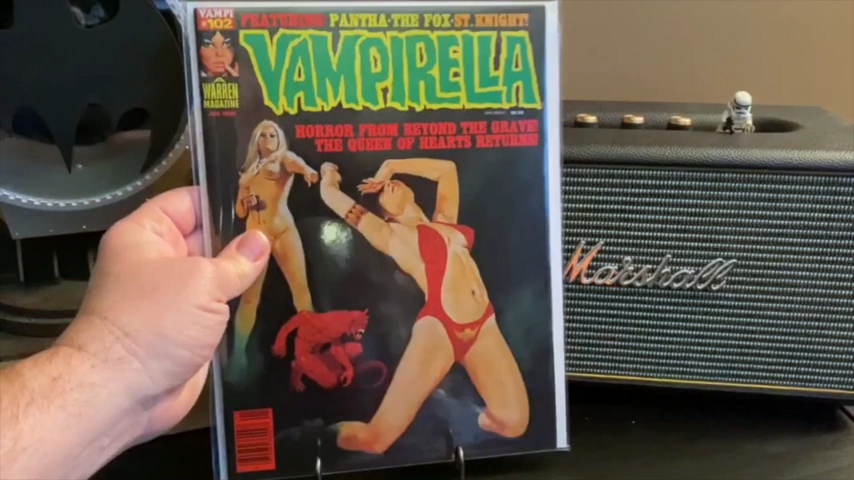 VAMPI
#102
FEATURING PANTHA·THE FOX·ST. KNIGHT!
VAMPIRELLA
WARREN
MAGAZINE
HORROR FROM BEYOND THE GRAVE!
THE QUEEN OF HEARTS RETURNS!
Marshall